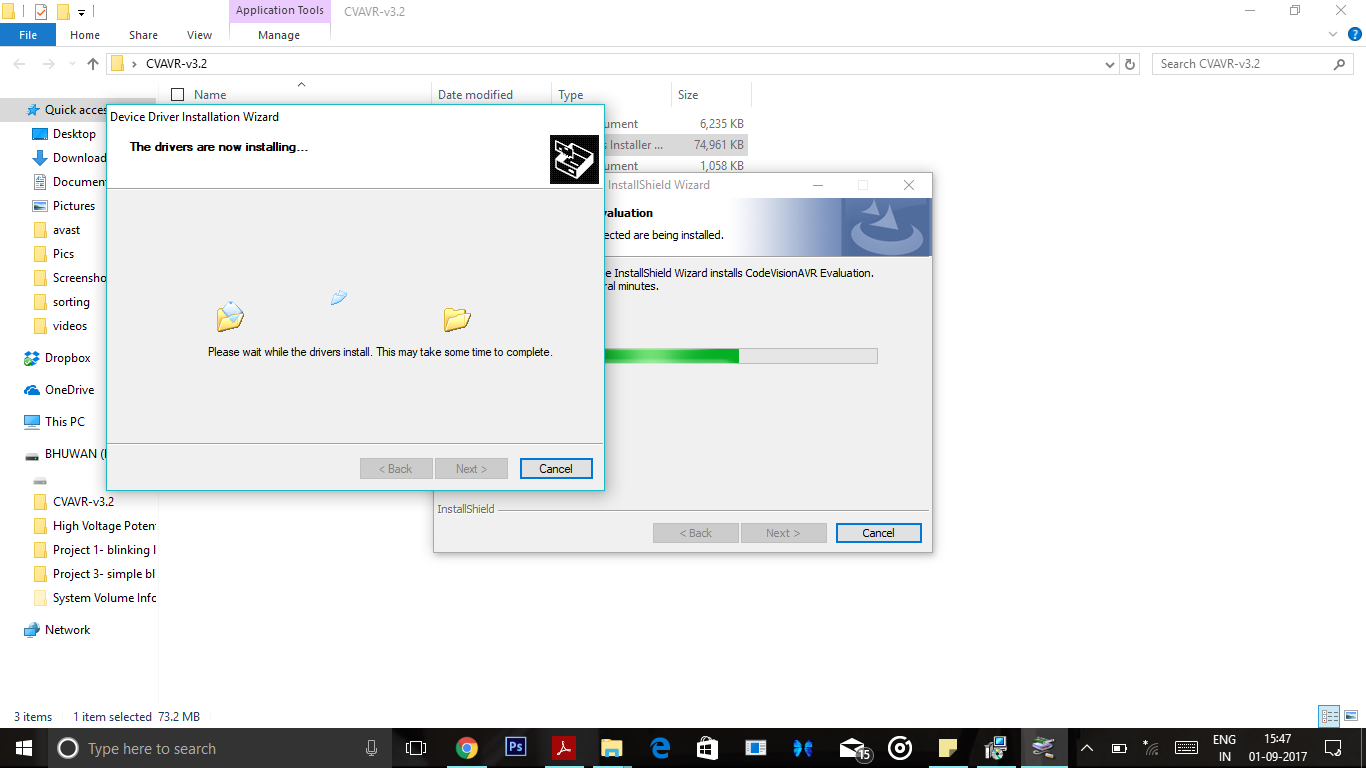 Application Tools
CVAVR-v3.2
File
Home
Share
View
Manage
?
CVAVR-v3.2
Search CVAVR-v3.2
Name
Date modified
Type
Size
Quick acces
Desktop
Download
Documen
Pictures
avast
Pics
Screensho
sorting
videos
Dropbox
OneDrive
This PC
BHUWAN (
CVAVR-v3.2
High Voltage Poten
Project 1- blinking l
Project 3- simple bl
System Volume Info
Network
ument
6,235 KB
s Installer ...
74,961 KB
ument
1,058 KB
Device Driver Installation Wizard
The drivers are now installing...
Please wait while the drivers install. This may take some time to complete.
< Back
Next >
Cancel
InstallShield Wizard
valuation
ected are being installed.
e InstallShield Wizard installs CodeVisionAVR Evaluation.
ral minutes.
InstallShield
< Back
Next >
Cancel
3 items
1 item selected 73.2 MB
Type here to search
Ps
15
ENG
IN
15:47
01-09-2017